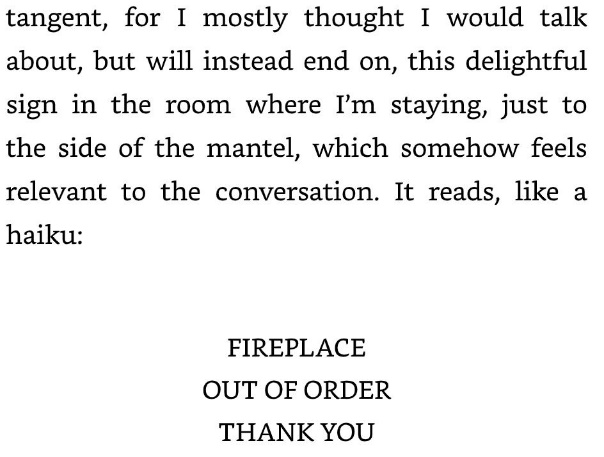 tangent, for I mostly thought I would talk
about, but will instead end on, this delightful
sign in the room where I’m staying, just to
the side of the mantel, which somehow feels
relevant to the conversation. It reads, like a
haiku:
FIREPLACE
OUT OF ORDER
THANK YOU